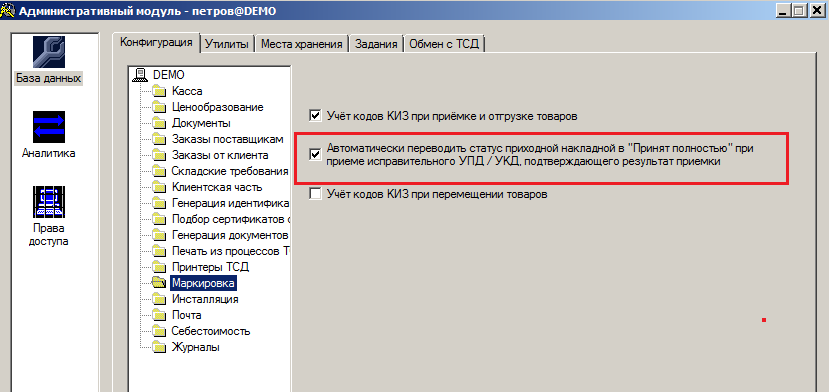 Административный модуль - петров@DEMO
Конфигурация
Утилиты
Места хранения
Задания
Обмен с ТСД
База данных
Аналитика
Права
доступа
DEMO
Касса
Ценообразование
Документы
Заказы поставщикам
Заказы от клиента
Складские требования
Клиентская часть
Генерация идентифика
Подбор сертификатов с
Генерация документов
Печать из процессов Т
Принтеры ТСД
Маркировка
Инсталляция
Почта
Себестоимость
Журналы
Учёт кодов КИЗ при приёмке и отгрузке товаров
Автоматически переводить статус приходной накладной в "Принят полностью" при
приеме исправительного УПД / УКД, подтверждающего результат приемки
Учёт кодов КИЗ при перемещении товаров